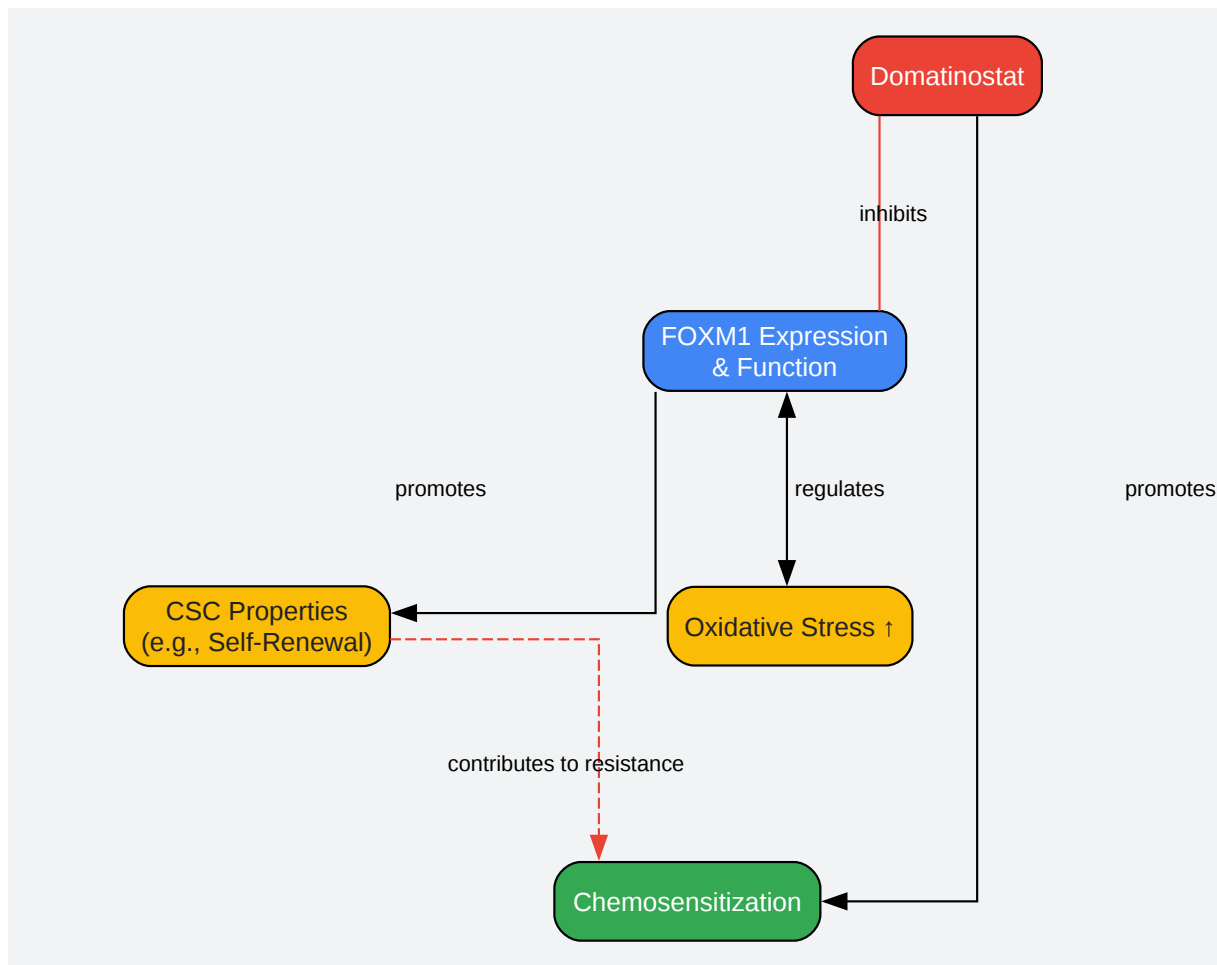 Domatinostat
inhibits
FOXM1 Expression
& Function
promotes
regulates
promotes
CSC Properties
(e.g., Self-Renewal)
Oxidative Stress ↑
contributes to resistance
Chemosensitization